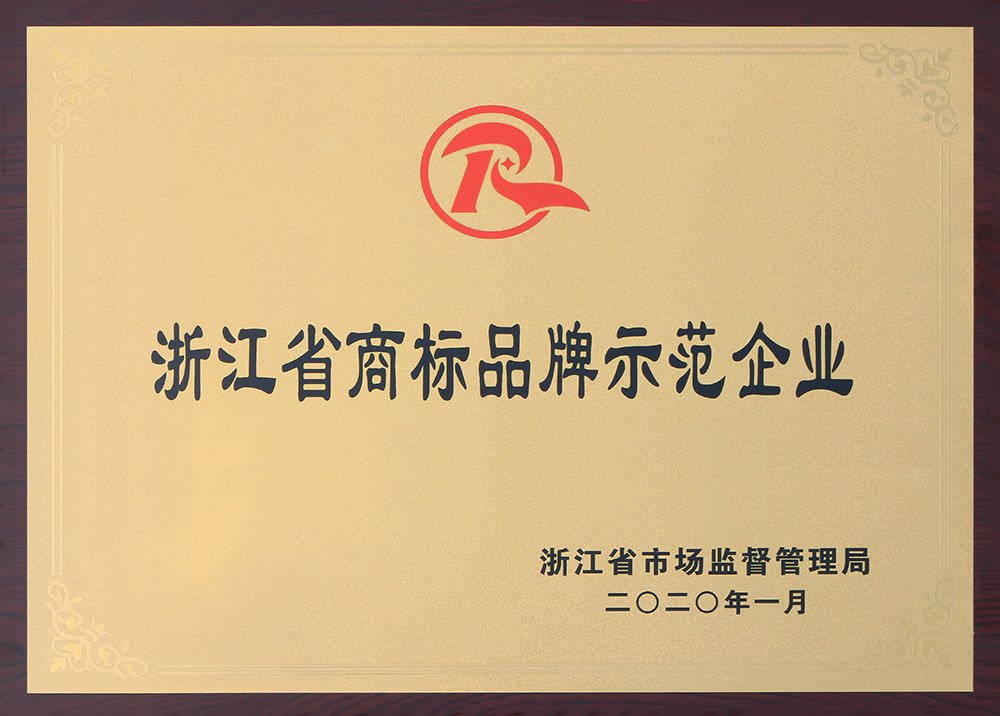 浙江省商标品牌示范企业
浙江省市场监督管理局
二〇二〇年一月